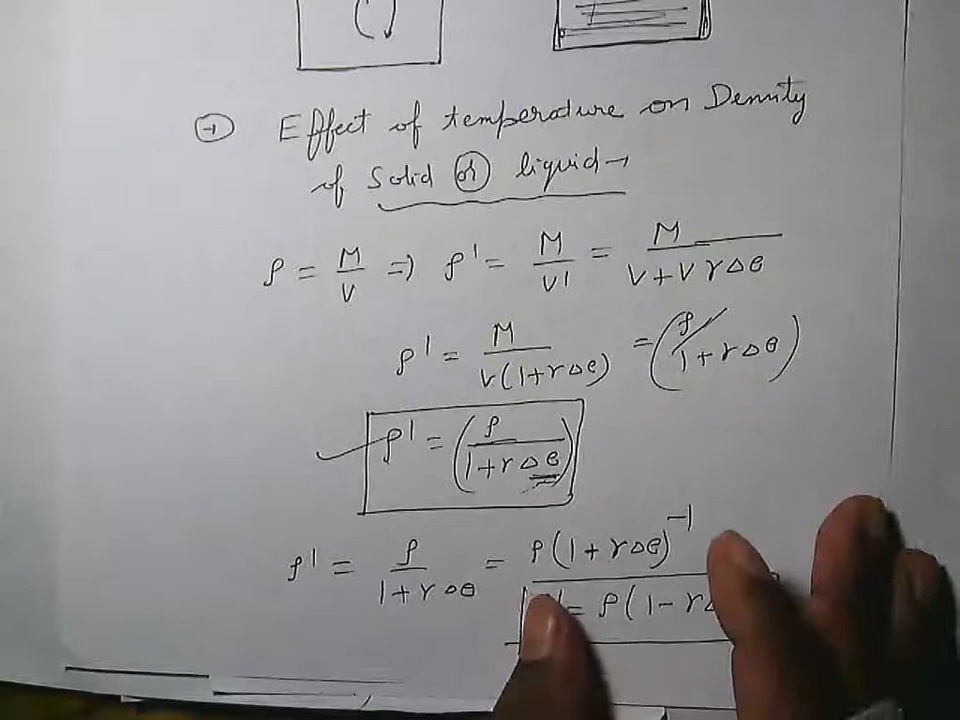 → Effect of temperature on Density
of Solid or liquid →
ρ = M/V ⇒ ρ' = M/V' = M/(V+VγΔθ)
ρ' = M/(V(1+γΔθ)) = (ρ/(1+γΔθ))
ρ' = (ρ/(1+γΔθ))
ρ' = ρ/(1+γΔθ) = ρ(1+γΔθ)⁻¹
= ρ(1-γΔ